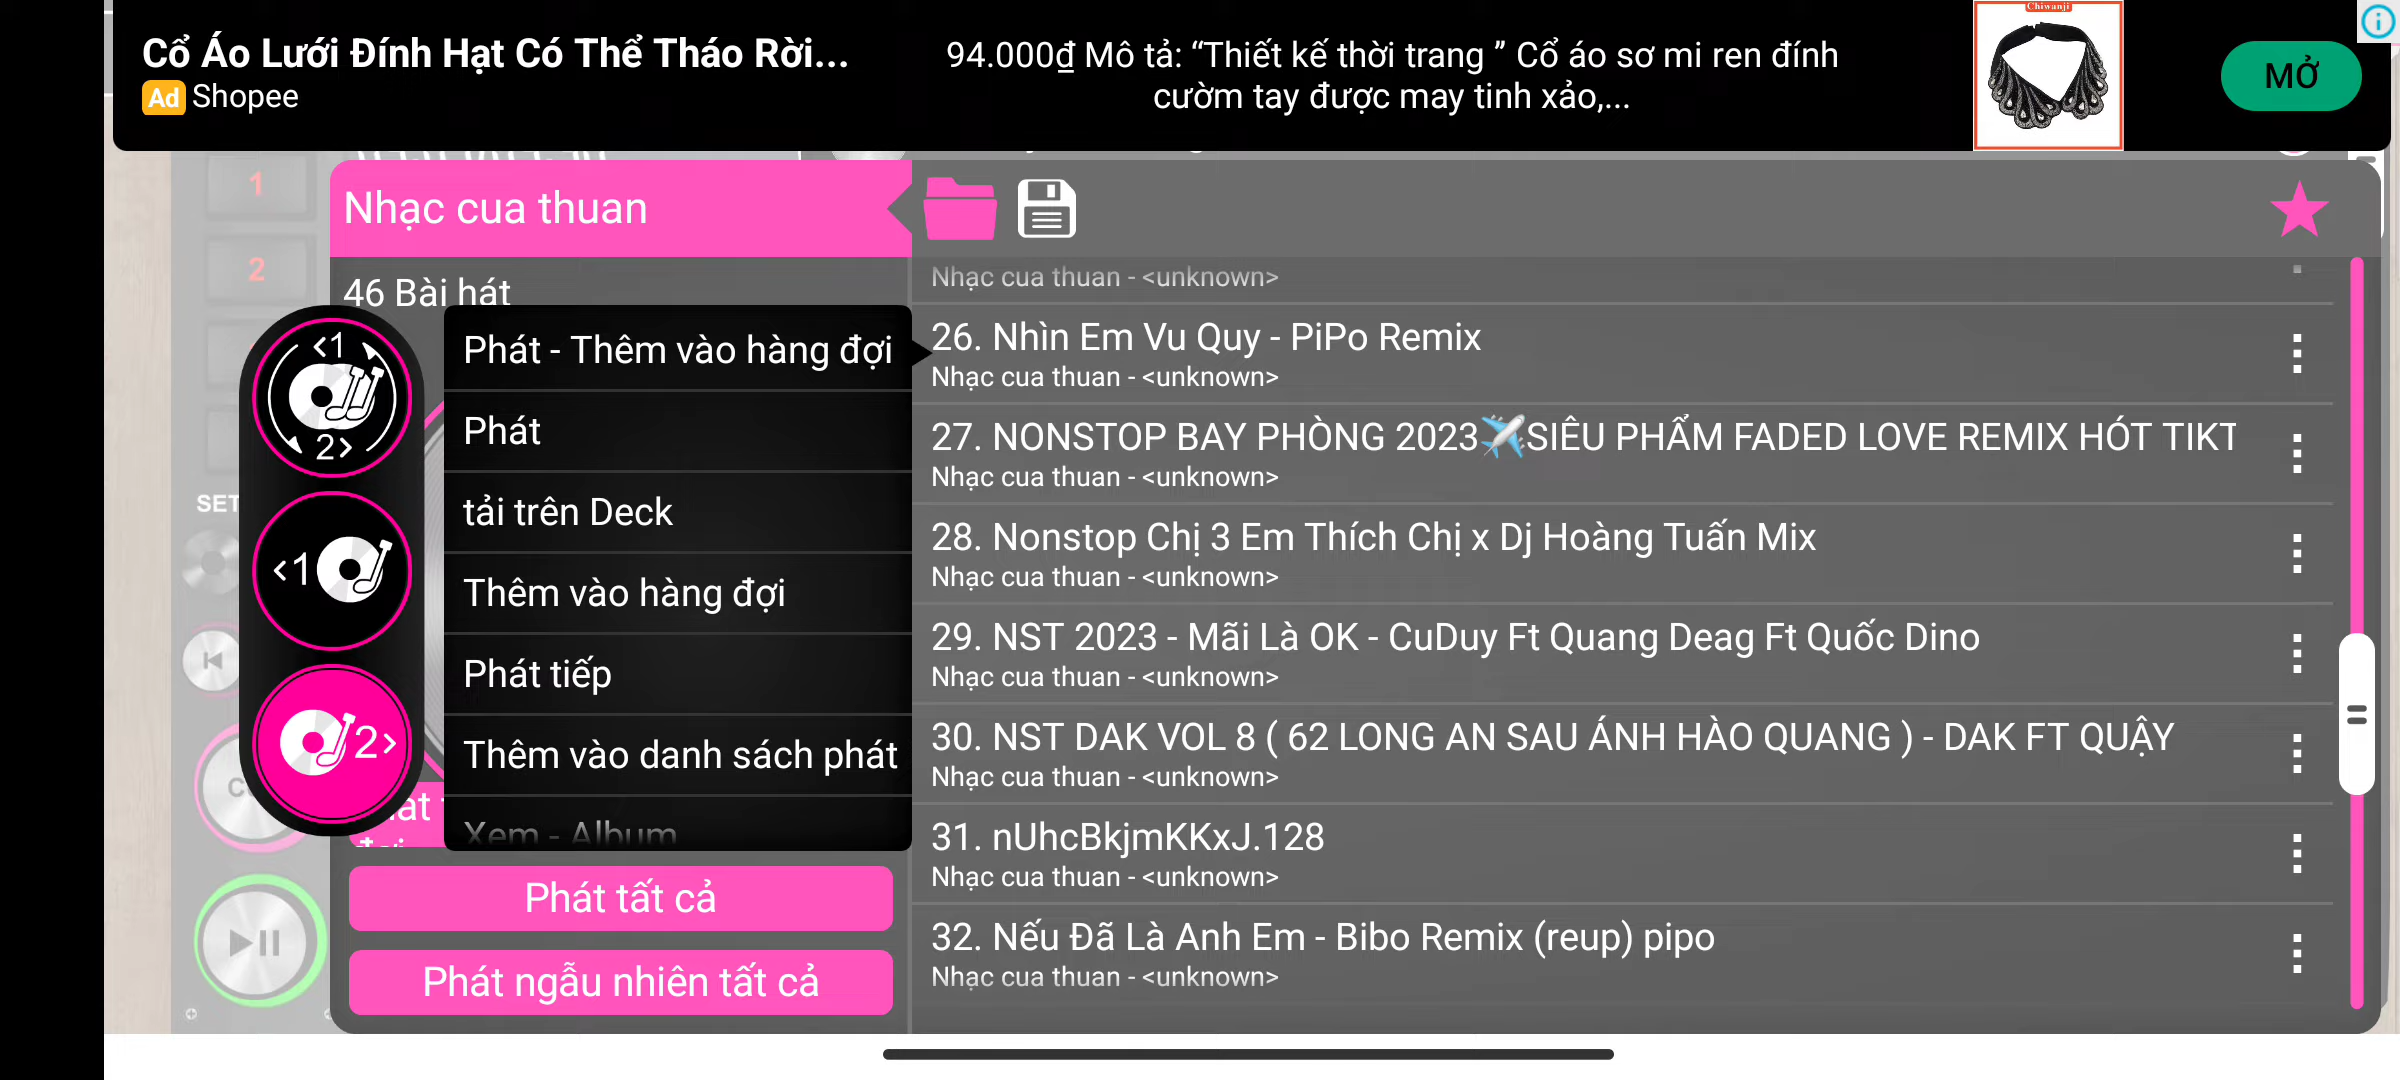 Cổ Áo Lưới Đính Hạt Có Thể Tháo Rời...
Ad Shopee
94.000₫ Mô tả: “Thiết kế thời trang ” Cổ áo sơ mi ren đính
cườm tay được may tinh xảo,...
Chiwanji
MỞ
1
2
SET
Nhạc cua thuan
46 Bài hát
<1
2>
<1
2>
Phát - Thêm vào hàng đợi
Phát
tải trên Deck
Thêm vào hàng đợi
Phát tiếp
Thêm vào danh sách phát
Xem - Album
đợi
Phát tất cả
Phát ngẫu nhiên tất cả
Nhạc cua thuan - <unknown>
26. Nhìn Em Vu Quy - PiPo Remix
Nhạc cua thuan - <unknown>
27. NONSTOP BAY PHÒNG 2023✈️SIÊU PHẨM FADED LOVE REMIX HÓT TIKT
Nhạc cua thuan - <unknown>
28. Nonstop Chị 3 Em Thích Chị x Dj Hoàng Tuấn Mix
Nhạc cua thuan - <unknown>
29. NST 2023 - Mãi Là OK - CuDuy Ft Quang Deag Ft Quốc Dino
Nhạc cua thuan - <unknown>
30. NST DAK VOL 8 ( 62 LONG AN SAU ÁNH HÀO QUANG ) - DAK FT QUẬY
Nhạc cua thuan - <unknown>
31. nUhcBkjmKKxJ.128
Nhạc cua thuan - <unknown>
32. Nếu Đã Là Anh Em - Bibo Remix (reup) pipo
Nhạc cua thuan - <unknown>